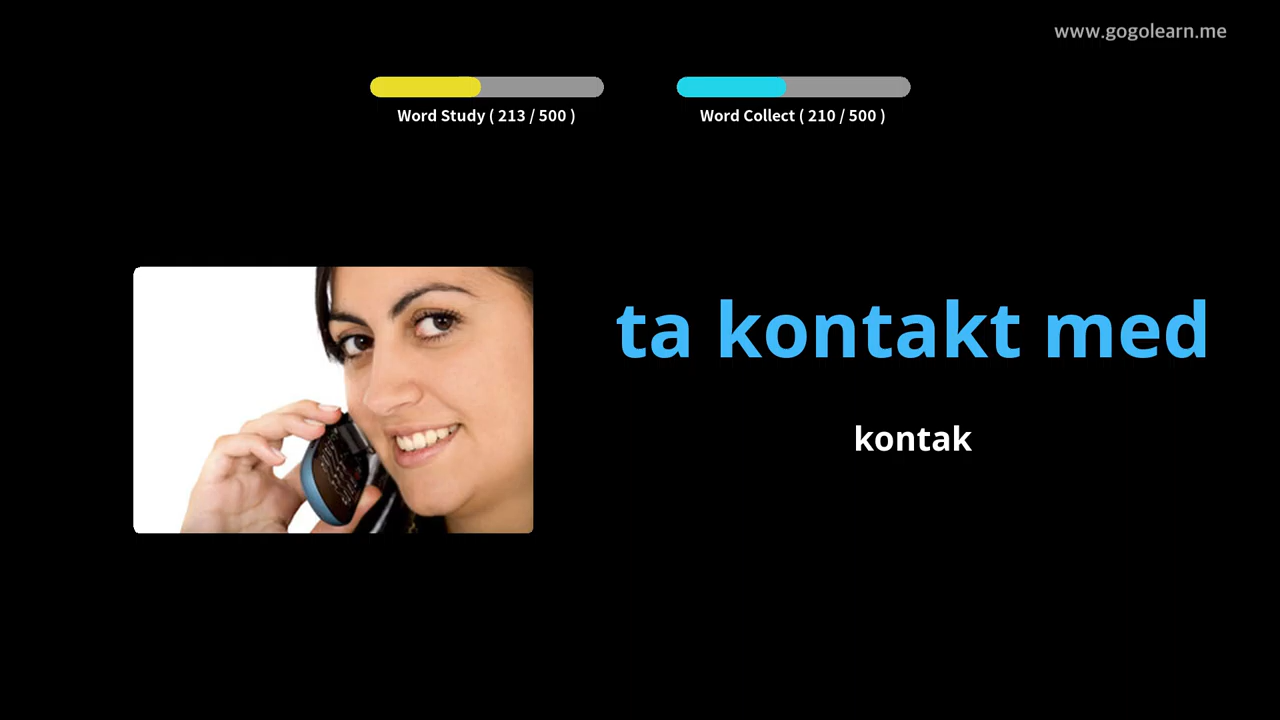 www.gogolearn.me
Word Study ( 213 / 500 )
Word Collect ( 210 / 500 )
ta kontakt med
kontak